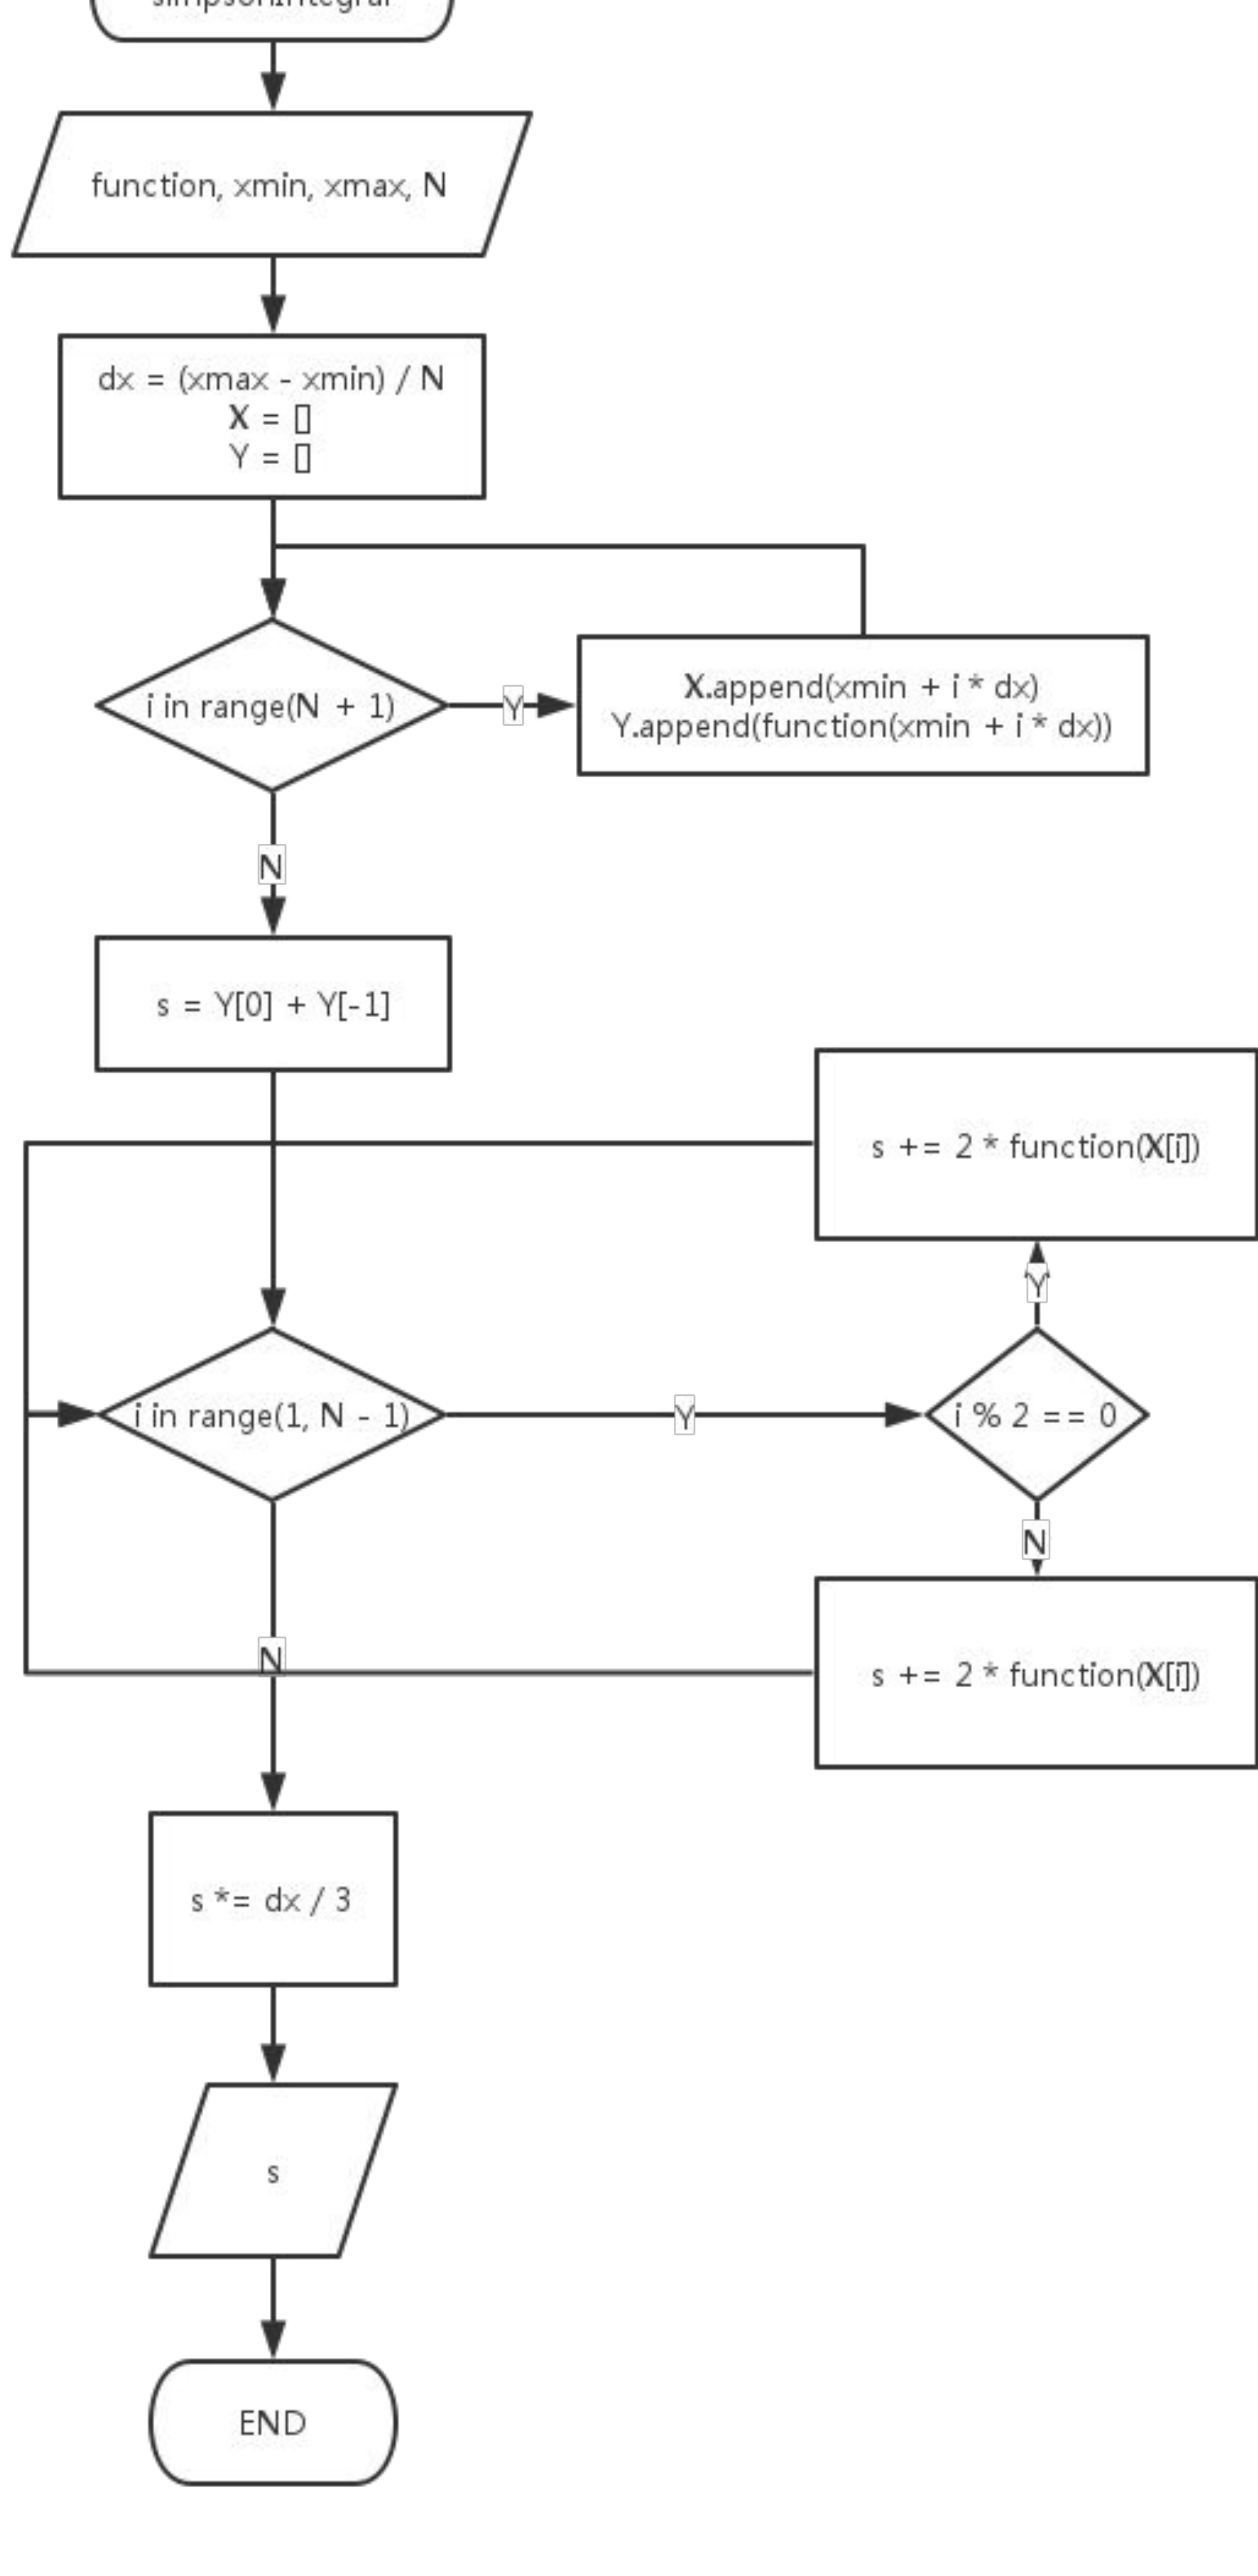 simpsonIntegral
function, xmin, xmax, N
dx = (xmax - xmin) / N
X = []
Y = []
i in range(N + 1)
Y
X.append(xmin + i * dx)
Y.append(function(xmin + i * dx))
N
s = Y[0] + Y[-1]
s += 2 * function(X[i])
Y
i in range(1, N - 1)
Y
i % 2 == 0
N
N
s += 2 * function(X[i])
s *= dx / 3
s
END